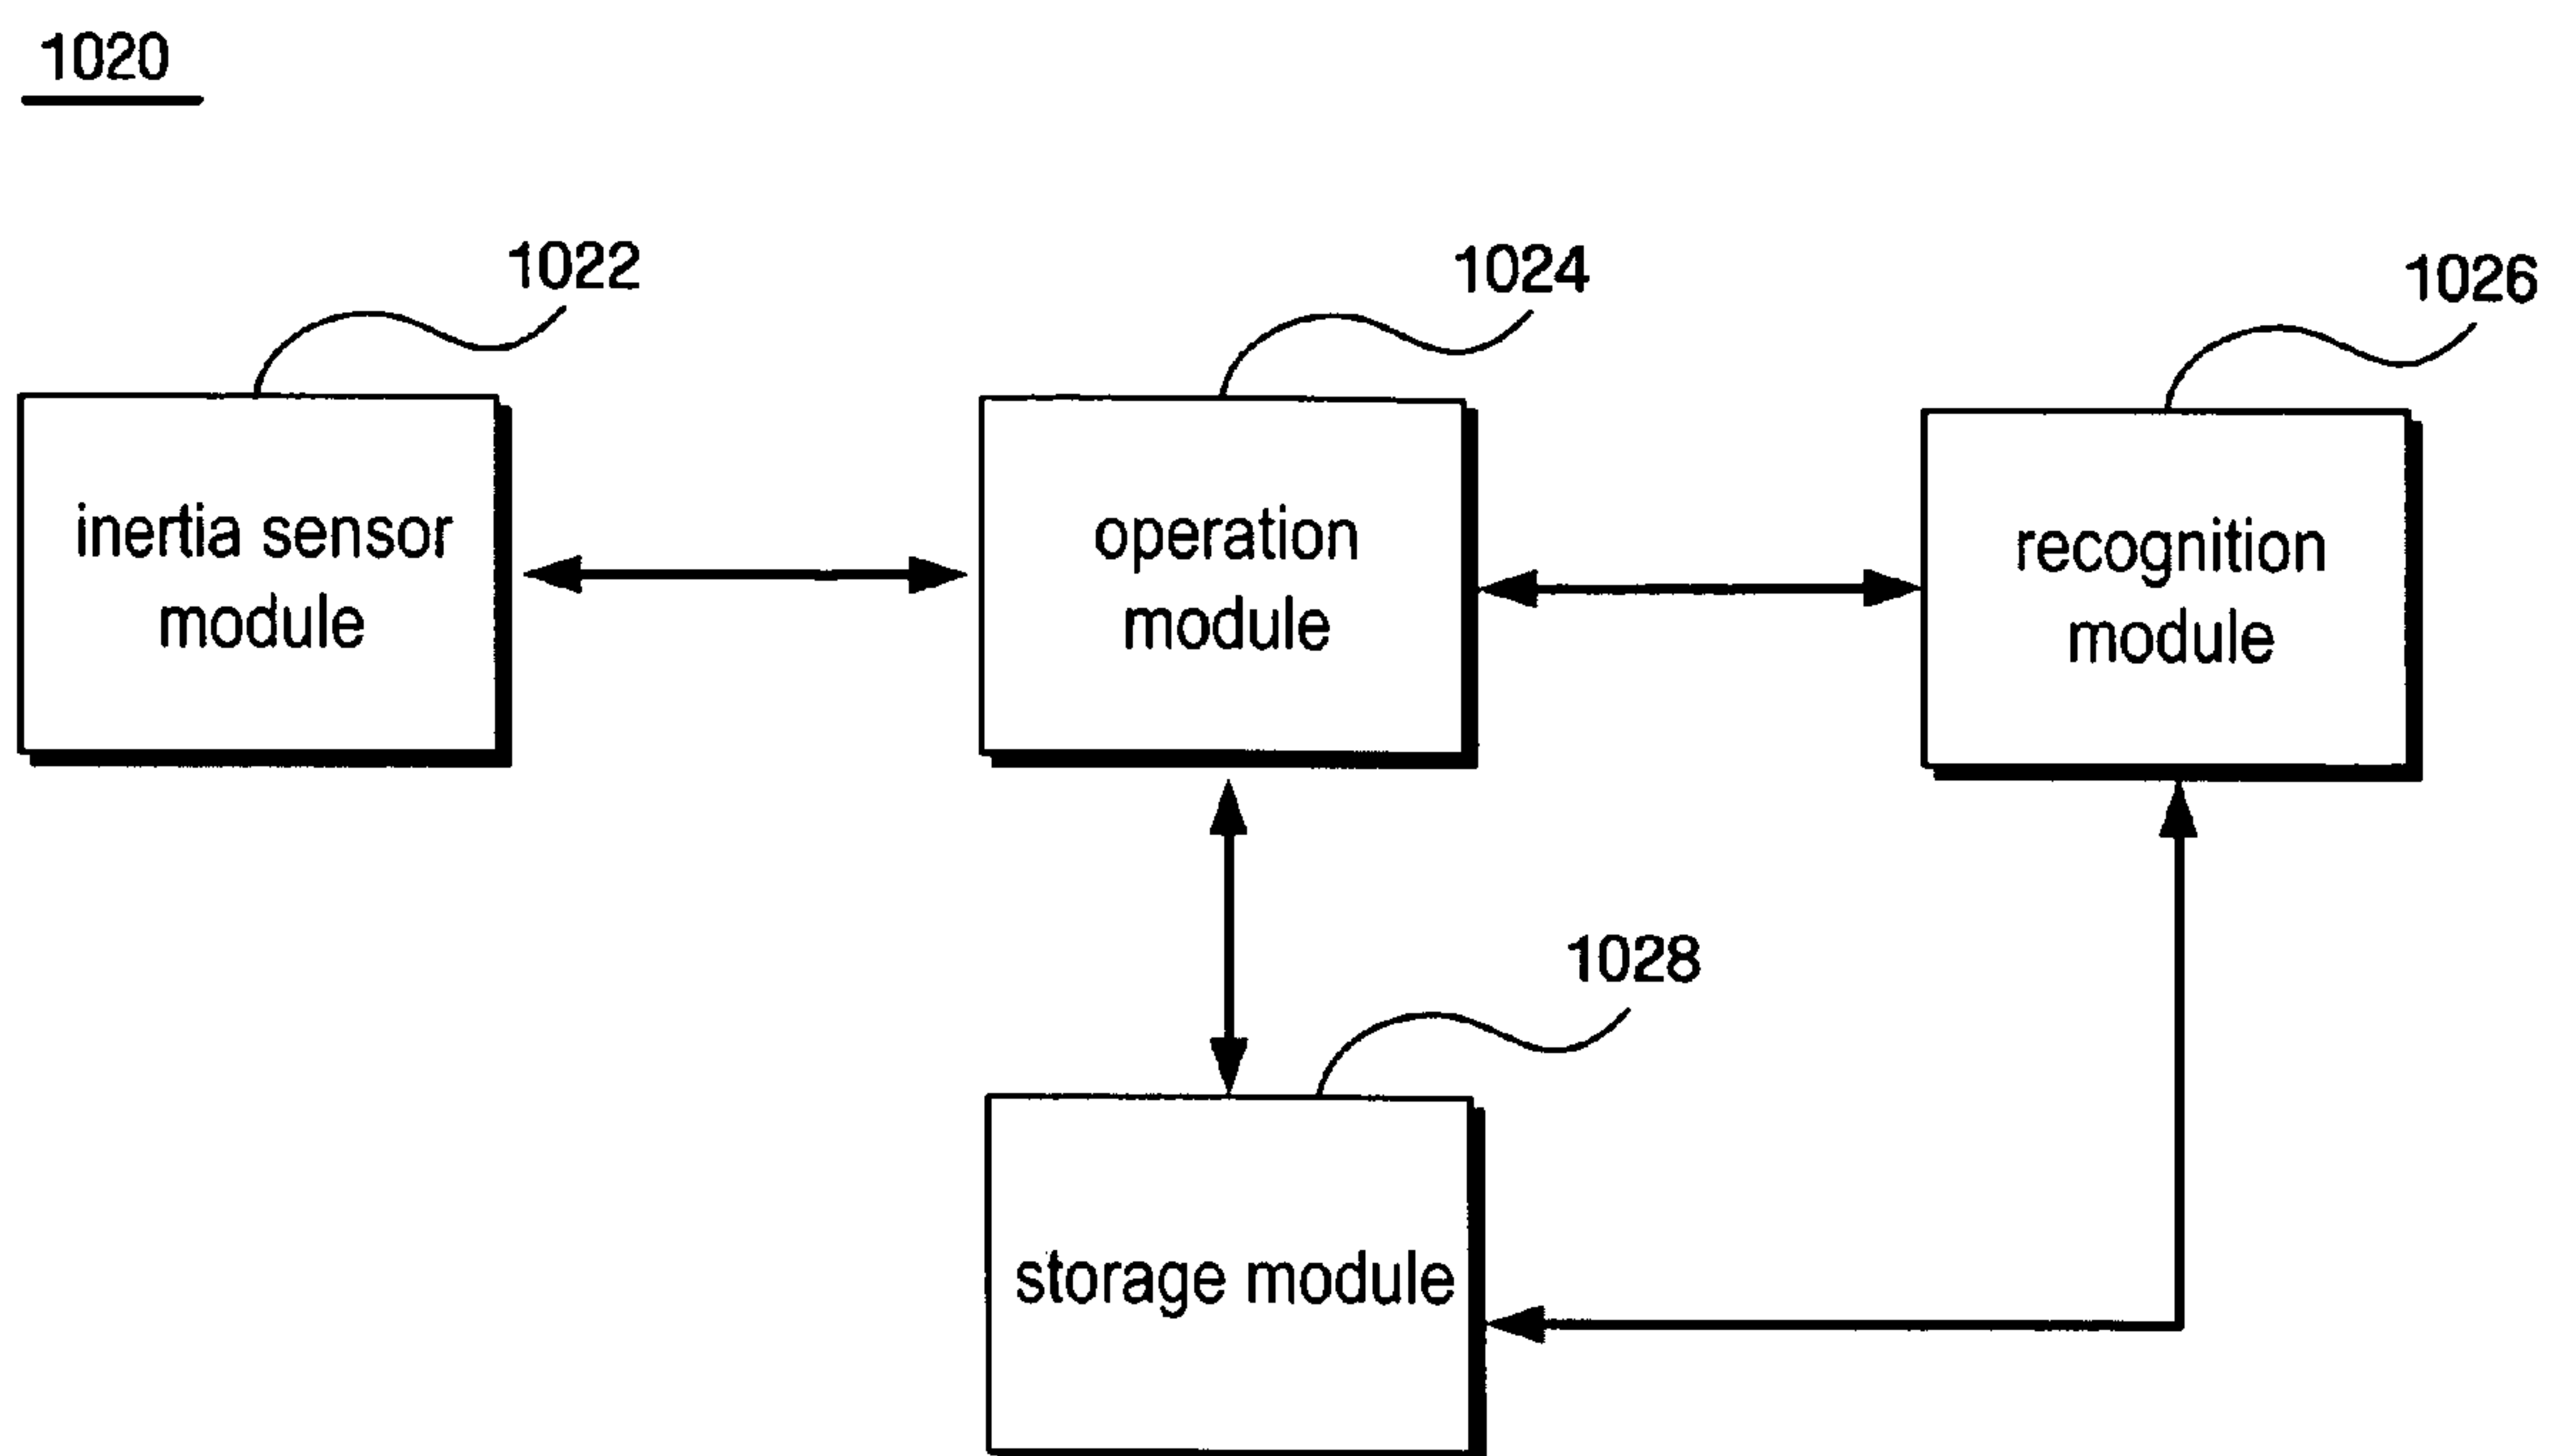 1020
1022
1024
1026
inertia sensor
module
operation
module
recognition
module
1028
storage module